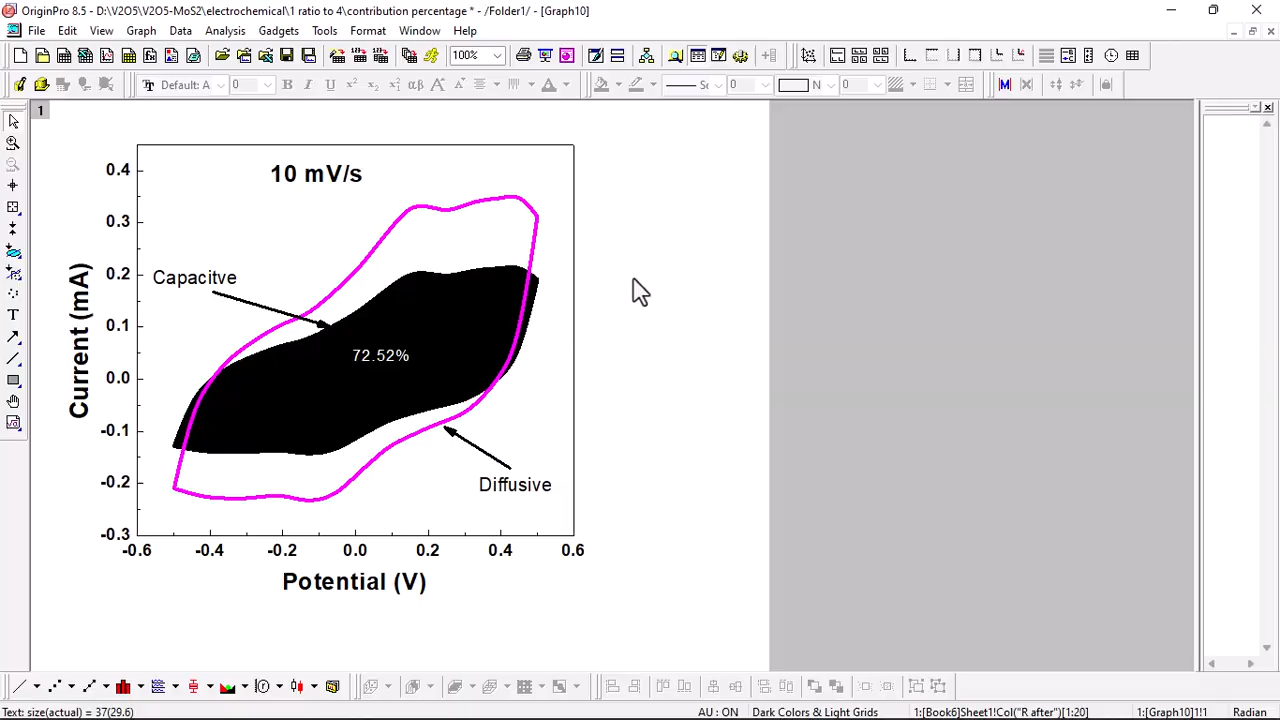 OriginPro 8.5 - D:\V2O5\V2O5-MoS2\electrochemical\1 ratio to 4\contribution percentage * - /Folder1/ - [Graph10]
File Edit View Graph Data Analysis Gadgets Tools Format Window Help
100%
Default: A 0 B I U αβ A A A Sc 0 N 0
1
10 mV/s
0.4
0.3
0.2
0.1
0.0
-0.1
-0.2
-0.3
Current (mA)
Capacitve
72.52%
Diffusive
-0.6 -0.4 -0.2 0.0 0.2 0.4 0.6
Potential (V)
Text: size(actual) = 37(29.6) AU : ON Dark Colors & Light Grids 1:[Book6]Sheet1!Col("R after")[1:20] 1:[Graph10]1!1 Radian